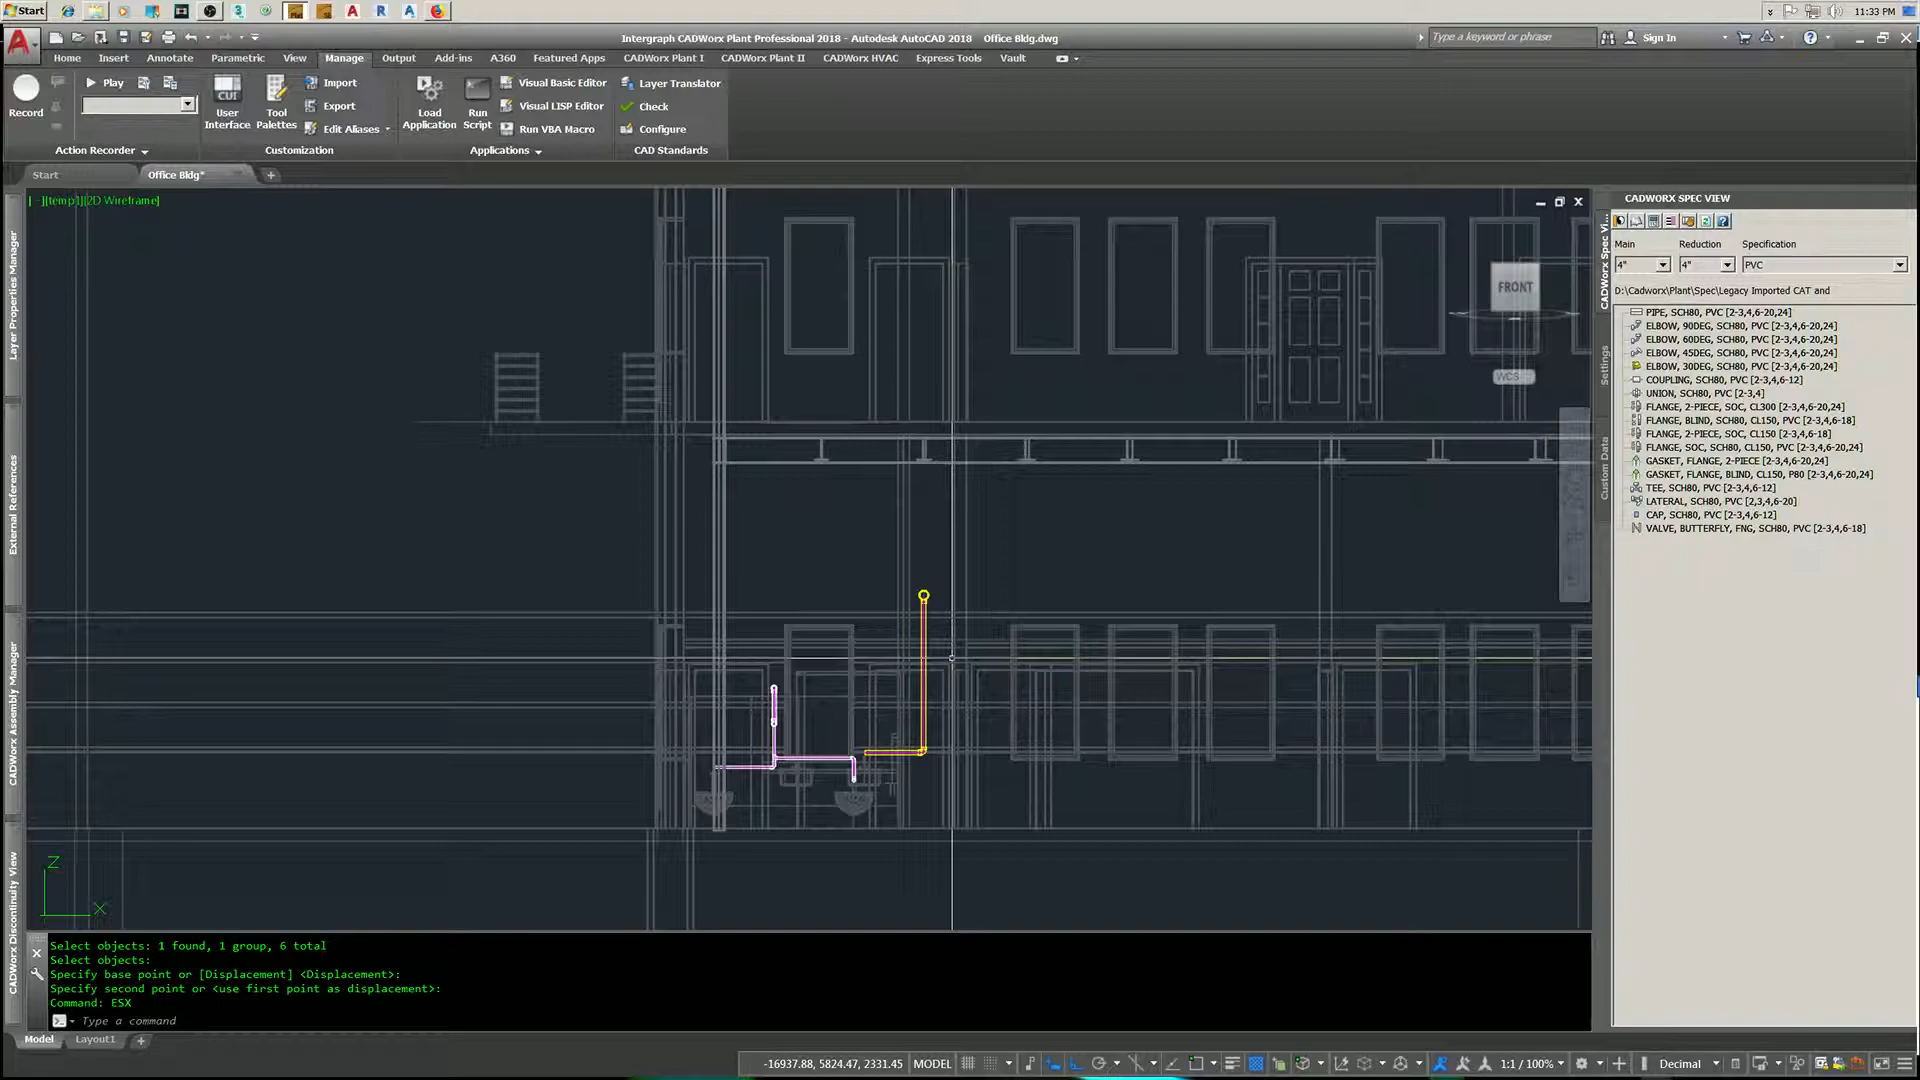 Start
11:33 PM
Intergraph CADWorx Plant Professional 2018 - Autodesk AutoCAD 2018 Office Bldg.dwg
Type a keyword or phrase
Sign In
Home Insert Annotate Parametric View Manage Output Add-ins A360 Featured Apps CADWorx Plant I CADWorx Plant II CADWorx HVAC Express Tools Vault
Record
Play
CUI
User Interface
Tool Palettes
Import
Export
Edit Aliases
Load Application
Run Script
Visual Basic Editor
Visual LISP Editor
Run VBA Macro
Layer Translator
Check
Configure
Action Recorder
Customization
Applications
CAD Standards
Start
Office Bldg*
[-][temp1][2D Wireframe]
Layer Properties Manager
External References
CADWorx Assembly Manager
CADWorx Discontinuity View
FRONT
WCS
Z
X
CADWORX SPEC VIEW
CADWorx Spec Vi...
Settings
Custom Data
Main Reduction Specification
4" 4" PVC
D:\Cadworx\Plant\Spec\Legacy Imported CAT and
PIPE, SCH80, PVC [2-3,4,6-20,24]
ELBOW, 90DEG, SCH80, PVC [2-3,4,6-20,24]
ELBOW, 60DEG, SCH80, PVC [2-3,4,6-20,24]
ELBOW, 45DEG, SCH80, PVC [2-3,4,6-20,24]
ELBOW, 30DEG, SCH80, PVC [2-3,4,6-20,24]
COUPLING, SCH80, PVC [2-3,4,6-12]
UNION, SCH80, PVC [2-3,4]
FLANGE, 2-PIECE, SOC, CL300 [2-3,4,6-20,24]
FLANGE, BLIND, SCH80, CL150, PVC [2-3,4,6-18]
FLANGE, 2-PIECE, SOC, CL150 [2-3,4,6-18]
FLANGE, SOC, SCH80, CL150, PVC [2-3,4,6-20,24]
GASKET, FLANGE, 2-PIECE [2-3,4,6-20,24]
GASKET, FLANGE, BLIND, CL150, P80 [2-3,4,6-20,24]
TEE, SCH80, PVC [2-3,4,6-12]
LATERAL, SCH80, PVC [2,3,4,6-20]
CAP, SCH80, PVC [2-3,4,6-12]
VALVE, BUTTERFLY, FNG, SCH80, PVC [2-3,4,6-18]
Select objects: 1 found, 1 group, 6 total
Select objects:
Specify base point or [Displacement] <Displacement>:
Specify second point or <use first point as displacement>:
Command: ESX
Type a command
Model Layout1
-16937.88, 5824.47, 2331.45 MODEL
1:1 / 100%
Decimal